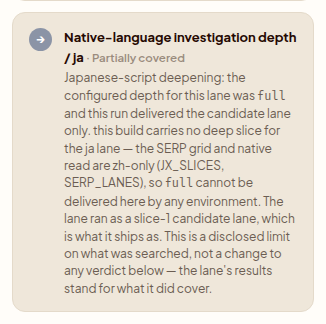 Native-language investigation depth
/ ja · Partially covered
Japanese-script deepening: the
configured depth for this lane was full
and this run delivered the candidate lane
only. this build carries no deep slice for
the ja lane — the SERP grid and native
read are zh-only (JX_SLICES,
SERP_LANES), so full cannot be
delivered here by any environment. The
lane ran as a slice-1 candidate lane, which
is what it ships as. This is a disclosed limit
on what was searched, not a change to
any verdict below — the lane's results
stand for what it did cover.